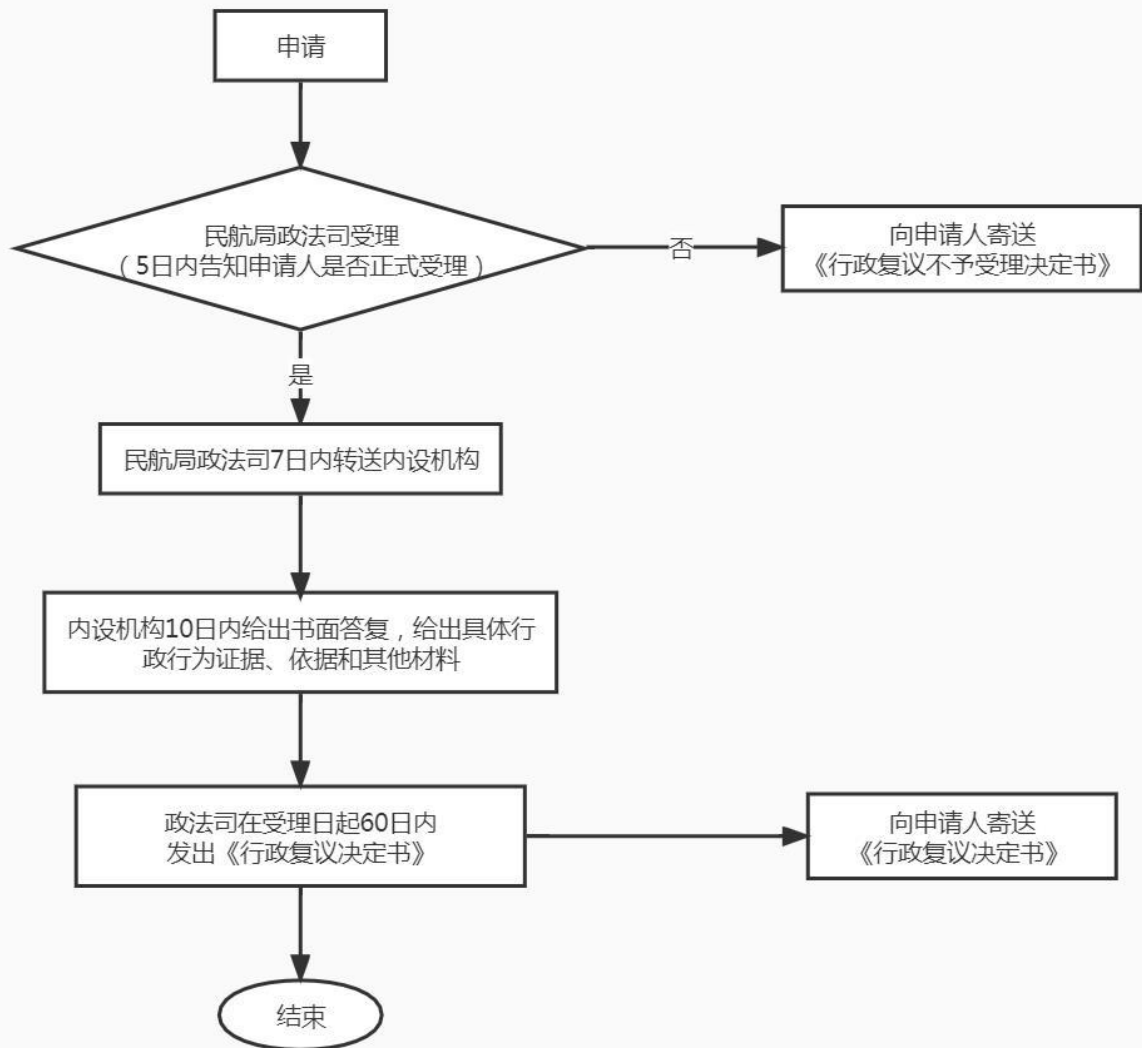 申请
民航局政法司受理
（5日内告知申请人是否正式受理）
否
向申请人寄送
《行政复议不予受理决定书》
是
民航局政法司7日内转送内设机构
内设机构10日内给出书面答复，给出具体行
政行为证据、依据和其他材料
政法司在受理日起60日内
发出《行政复议决定书》
向申请人寄送
《行政复议决定书》
结束